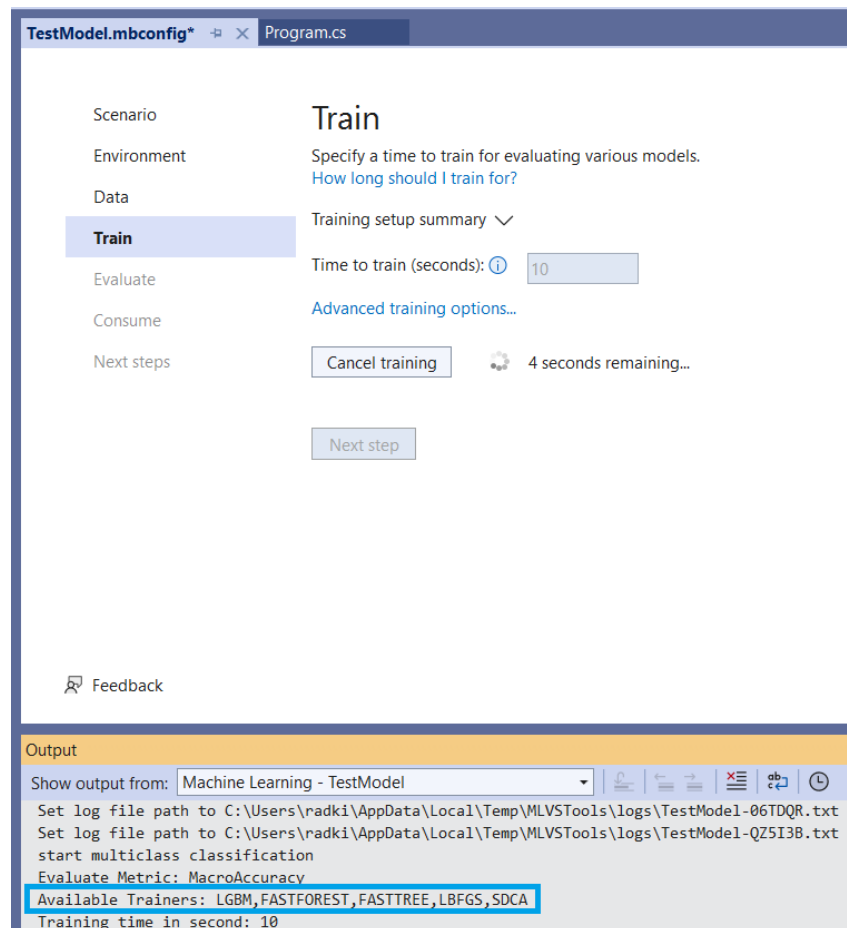 TestModel.mbconfig* Program.cs
Scenario
Environment
Data
Train
Evaluate
Consume
Next steps
Train
Specify a time to train for evaluating various models.
How long should I train for?
Training setup summary
Time to train (seconds): 10
Advanced training options...
Cancel training 4 seconds remaining...
Next step
Feedback
Output
Show output from: Machine Learning - TestModel
Set log file path to C:\Users\radki\AppData\Local\Temp\MLVSTools\logs\TestModel-06TDQR.txt
Set log file path to C:\Users\radki\AppData\Local\Temp\MLVSTools\logs\TestModel-QZ5I3B.txt
start multiclass classification
Evaluate Metric: MacroAccuracy
Available Trainers: LGBM,FASTFOREST,FASTTREE,LBFGS,SDCA
Training time in second: 10